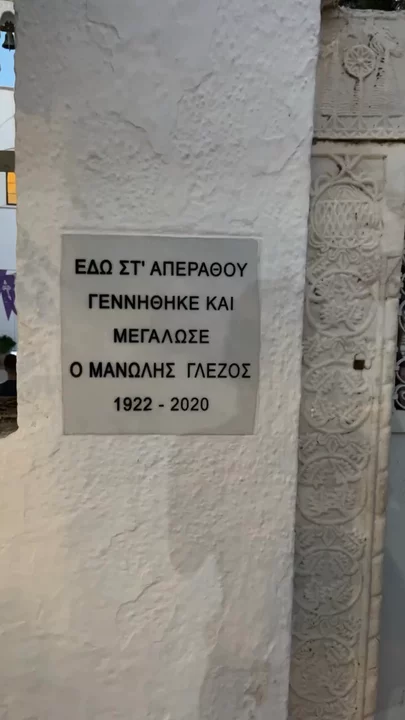 ΕΔΩ ΣΤ' ΑΠΕΡΑΘΟΥ
ΓΕΝΝΗΘΗΚΕ ΚΑΙ
ΜΕΓΑΛΩΣΕ
Ο ΜΑΝΩΛΗΣ ΓΛΕΖΟΣ
1922 - 2020